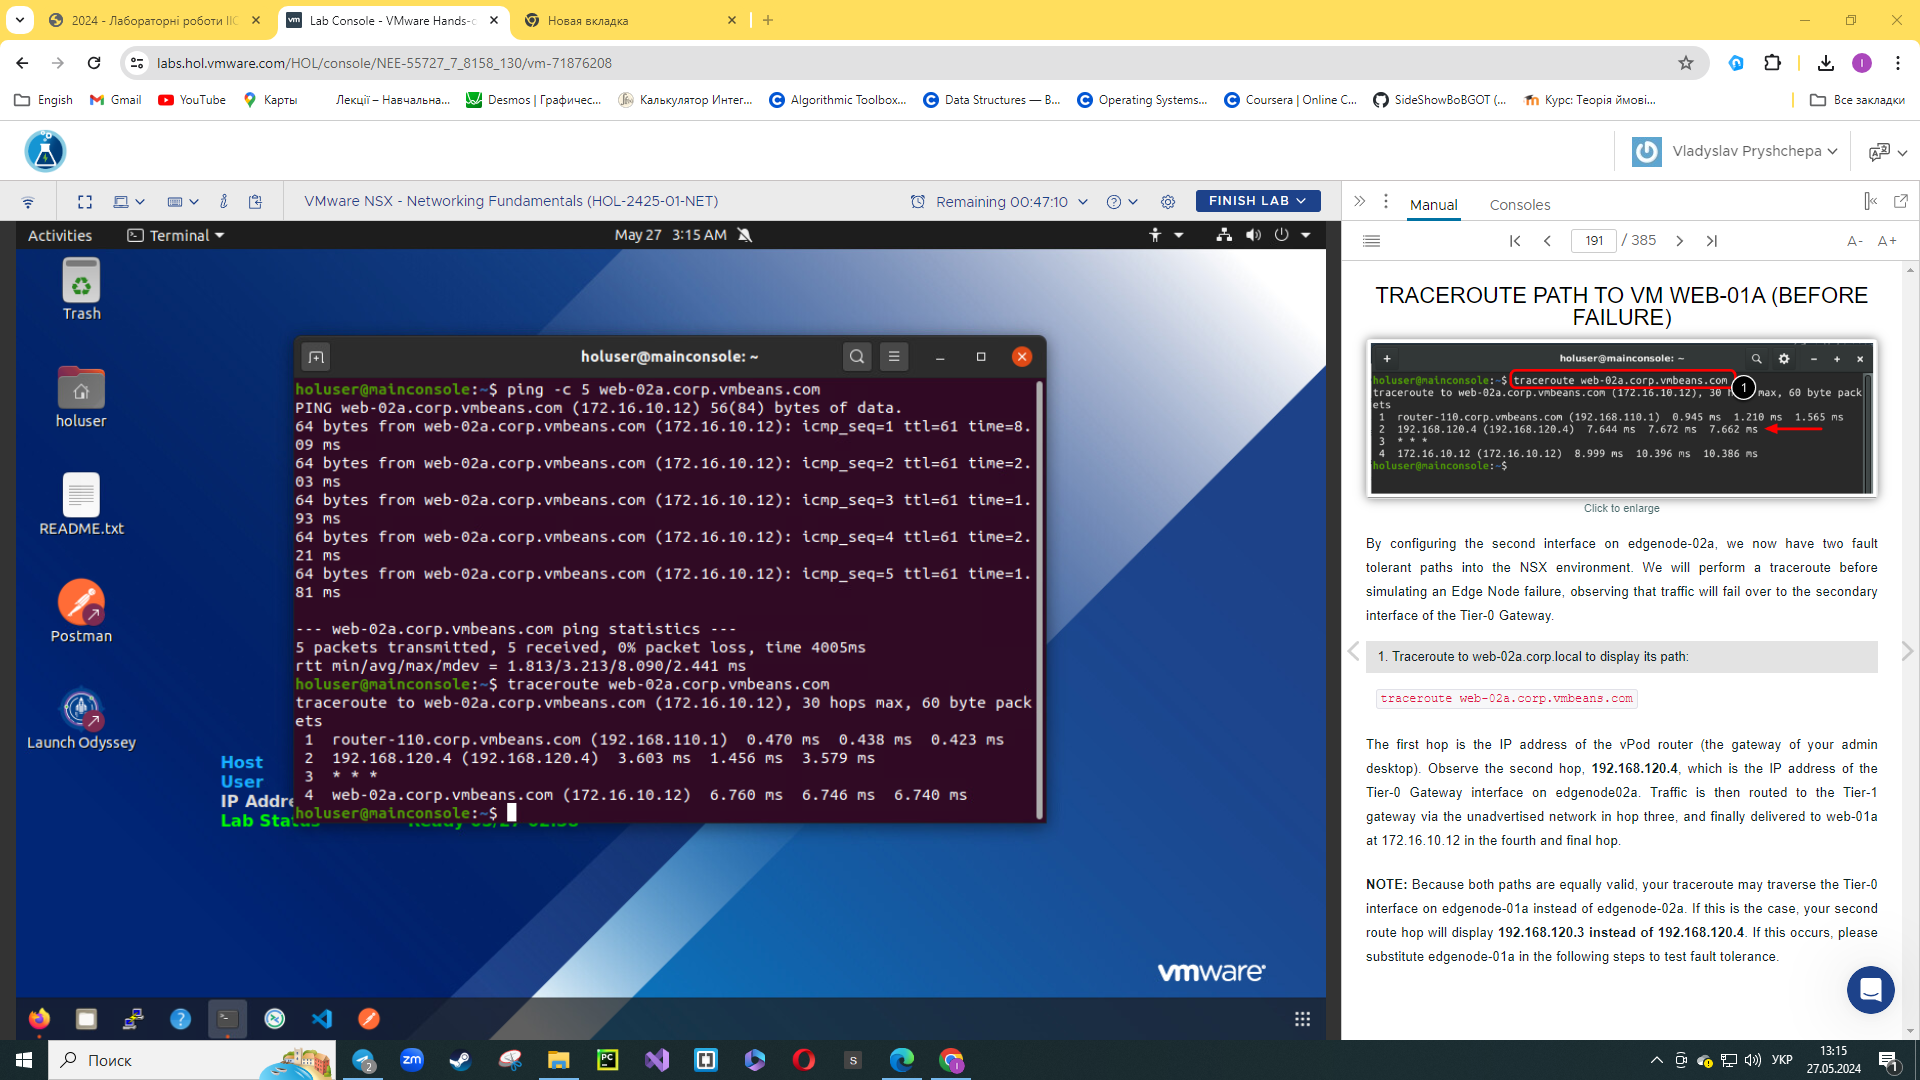 2024 - Лабораторні роботи ІІС
Lab Console - VMware Hands-o
Новая вкладка
labs.hol.vmware.com/HOL/console/NEE-55727_7_8158_130/vm-71876208
Engish
Gmail
YouTube
Карты
Лекції – Навчальна...
Desmos | Графичес...
Калькулятор Интег...
Algorithmic Toolbox...
Data Structures — B...
Operating Systems...
Coursera | Online C...
SideShowBoBGOT (...
Курс: Теорія ймові...
Все закладки
Vladyslav Pryshchepa
VMware NSX - Networking Fundamentals (HOL-2425-01-NET)
Remaining 00:47:10
FINISH LAB
Manual
Consoles
191 / 385
A-
A+
Activities
Terminal
May 27 3:15 AM
Trash
holuser
README.txt
Postman
Launch Odyssey
Host
User
IP Addre
Lab Status
Ready 05/27 02:58
holuser@mainconsole: ~
holuser@mainconsole:~$ ping -c 5 web-02a.corp.vmbeans.com
PING web-02a.corp.vmbeans.com (172.16.10.12) 56(84) bytes of data.
64 bytes from web-02a.corp.vmbeans.com (172.16.10.12): icmp_seq=1 ttl=61 time=8.
09 ms
64 bytes from web-02a.corp.vmbeans.com (172.16.10.12): icmp_seq=2 ttl=61 time=2.
03 ms
64 bytes from web-02a.corp.vmbeans.com (172.16.10.12): icmp_seq=3 ttl=61 time=1.
93 ms
64 bytes from web-02a.corp.vmbeans.com (172.16.10.12): icmp_seq=4 ttl=61 time=2.
21 ms
64 bytes from web-02a.corp.vmbeans.com (172.16.10.12): icmp_seq=5 ttl=61 time=1.
81 ms
--- web-02a.corp.vmbeans.com ping statistics ---
5 packets transmitted, 5 received, 0% packet loss, time 4005ms
rtt min/avg/max/mdev = 1.813/3.213/8.090/2.441 ms
holuser@mainconsole:~$ traceroute web-02a.corp.vmbeans.com
traceroute to web-02a.corp.vmbeans.com (172.16.10.12), 30 hops max, 60 byte pack
ets
1 router-110.corp.vmbeans.com (192.168.110.1) 0.470 ms 0.438 ms 0.423 ms
2 192.168.120.4 (192.168.120.4) 3.603 ms 1.456 ms 3.579 ms
3 * * *
4 web-02a.corp.vmbeans.com (172.16.10.12) 6.760 ms 6.746 ms 6.740 ms
holuser@mainconsole:~$
vmware
TRACEROUTE PATH TO VM WEB-01A (BEFORE
FAILURE)
holuser@mainconsole: ~
holuser@mainconsole:~$ traceroute web-02a.corp.vmbeans.com
1
traceroute to web-02a.corp.vmbeans.com (172.16.10.12), 30 h max, 60 byte pack
ets
1 router-110.corp.vmbeans.com (192.168.110.1) 0.945 ms 1.210 ms 1.565 ms
2 192.168.120.4 (192.168.120.4) 7.644 ms 7.672 ms 7.662 ms
3 * * *
4 172.16.10.12 (172.16.10.12) 8.999 ms 10.396 ms 10.386 ms
holuser@mainconsole:~$
Click to enlarge
By configuring the second interface on edgenode-02a, we now have two fault
tolerant paths into the NSX environment. We will perform a traceroute before
simulating an Edge Node failure, observing that traffic will fail over to the secondary
interface of the Tier-0 Gateway.
1. Traceroute to web-02a.corp.local to display its path:
traceroute web-02a.corp.vmbeans.com
The first hop is the IP address of the vPod router (the gateway of your admin
desktop). Observe the second hop, 192.168.120.4, which is the IP address of the
Tier-0 Gateway interface on edgenode02a. Traffic is then routed to the Tier-1
gateway via the unadvertised network in hop three, and finally delivered to web-01a
at 172.16.10.12 in the fourth and final hop.
NOTE: Because both paths are equally valid, your traceroute may traverse the Tier-0
interface on edgenode-01a instead of edgenode-02a. If this is the case, your second
route hop will display 192.168.120.3 instead of 192.168.120.4. If this occurs, please
substitute edgenode-01a in the following steps to test fault tolerance.
Поиск
УКР
13:15
27.05.2024